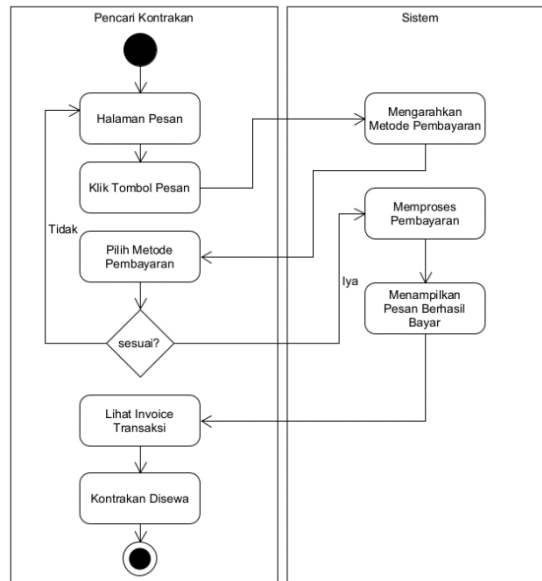 Pencari Kontrakan
Sistem
Halaman Pesan
Mengarahkan
Metode Pembayaran
Klik Tombol Pesan
Memproses
Pembayaran
Tidak
Pilih Metode
Pembayaran
Iya
Menampilkan
Pesan Berhasil
Bayar
sesuai?
Lihat Invoice
Transaksi
Kontrakan Disewa